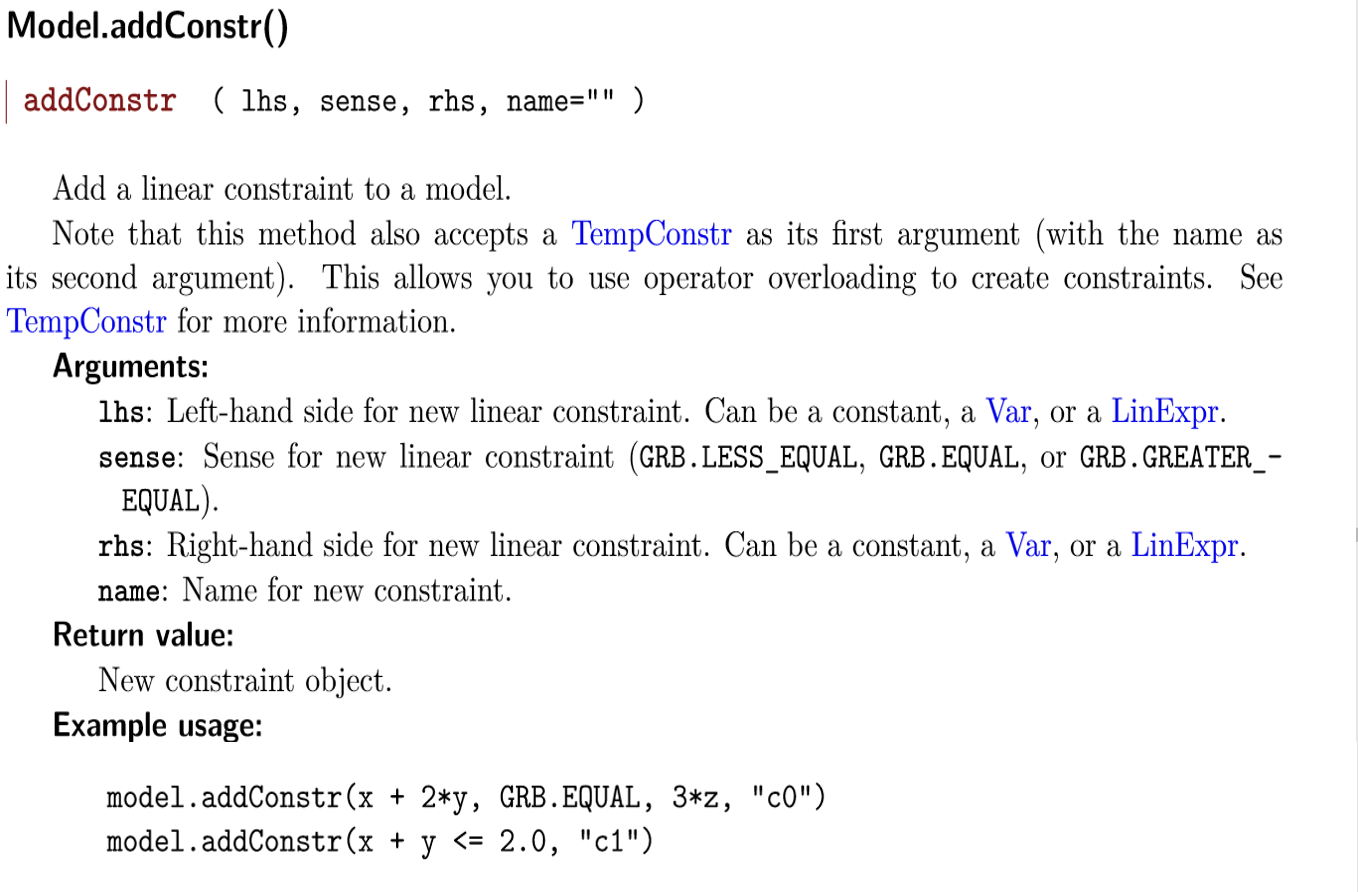 Model.addConstr()
addConstr ( lhs, sense, rhs, name="" )
Add a linear constraint to a model.
Note that this method also accepts a TempConstr as its first argument (with the name as
its second argument). This allows you to use operator overloading to create constraints. See
TempConstr for more information.
Arguments:
lhs: Left-hand side for new linear constraint. Can be a constant, a Var, or a LinExpr.
sense: Sense for new linear constraint (GRB.LESS_EQUAL, GRB.EQUAL, or GRB.GREATER_-
EQUAL).
rhs: Right-hand side for new linear constraint. Can be a constant, a Var, or a LinExpr.
name: Name for new constraint.
Return value:
New constraint object.
Example usage:
model.addConstr(x + 2*y, GRB.EQUAL, 3*z, "c0")
model.addConstr(x + y <= 2.0, "c1")